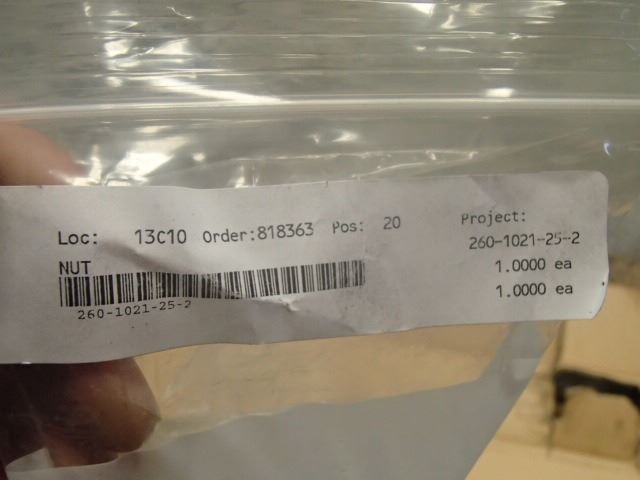 Loc: 13C10 Order:818363 Pos: 20 Project:
260-1021-25-2
NUT 1.0000 ea
1.0000 ea
260-1021-25-2